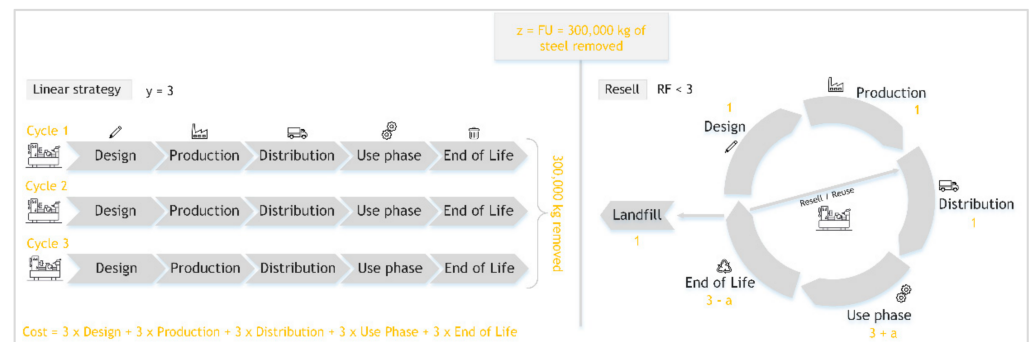 z = FU = 300,000 kg of
steel removed
Linear strategy y = 3
Cycle 1
Design Production Distribution Use phase End of Life
Cycle 2
Design Production Distribution Use phase End of Life
Cycle 3
Design Production Distribution Use phase End of Life
300,000 kg removed
Cost = 3 x Design + 3 x Production + 3 x Distribution + 3 x Use Phase + 3 x End of Life
Resell RF < 3
Production
1
1
Design
Distribution
1
Resell / Reuse
Landfill
1
End of Life
3 - a
Use phase
3 + a